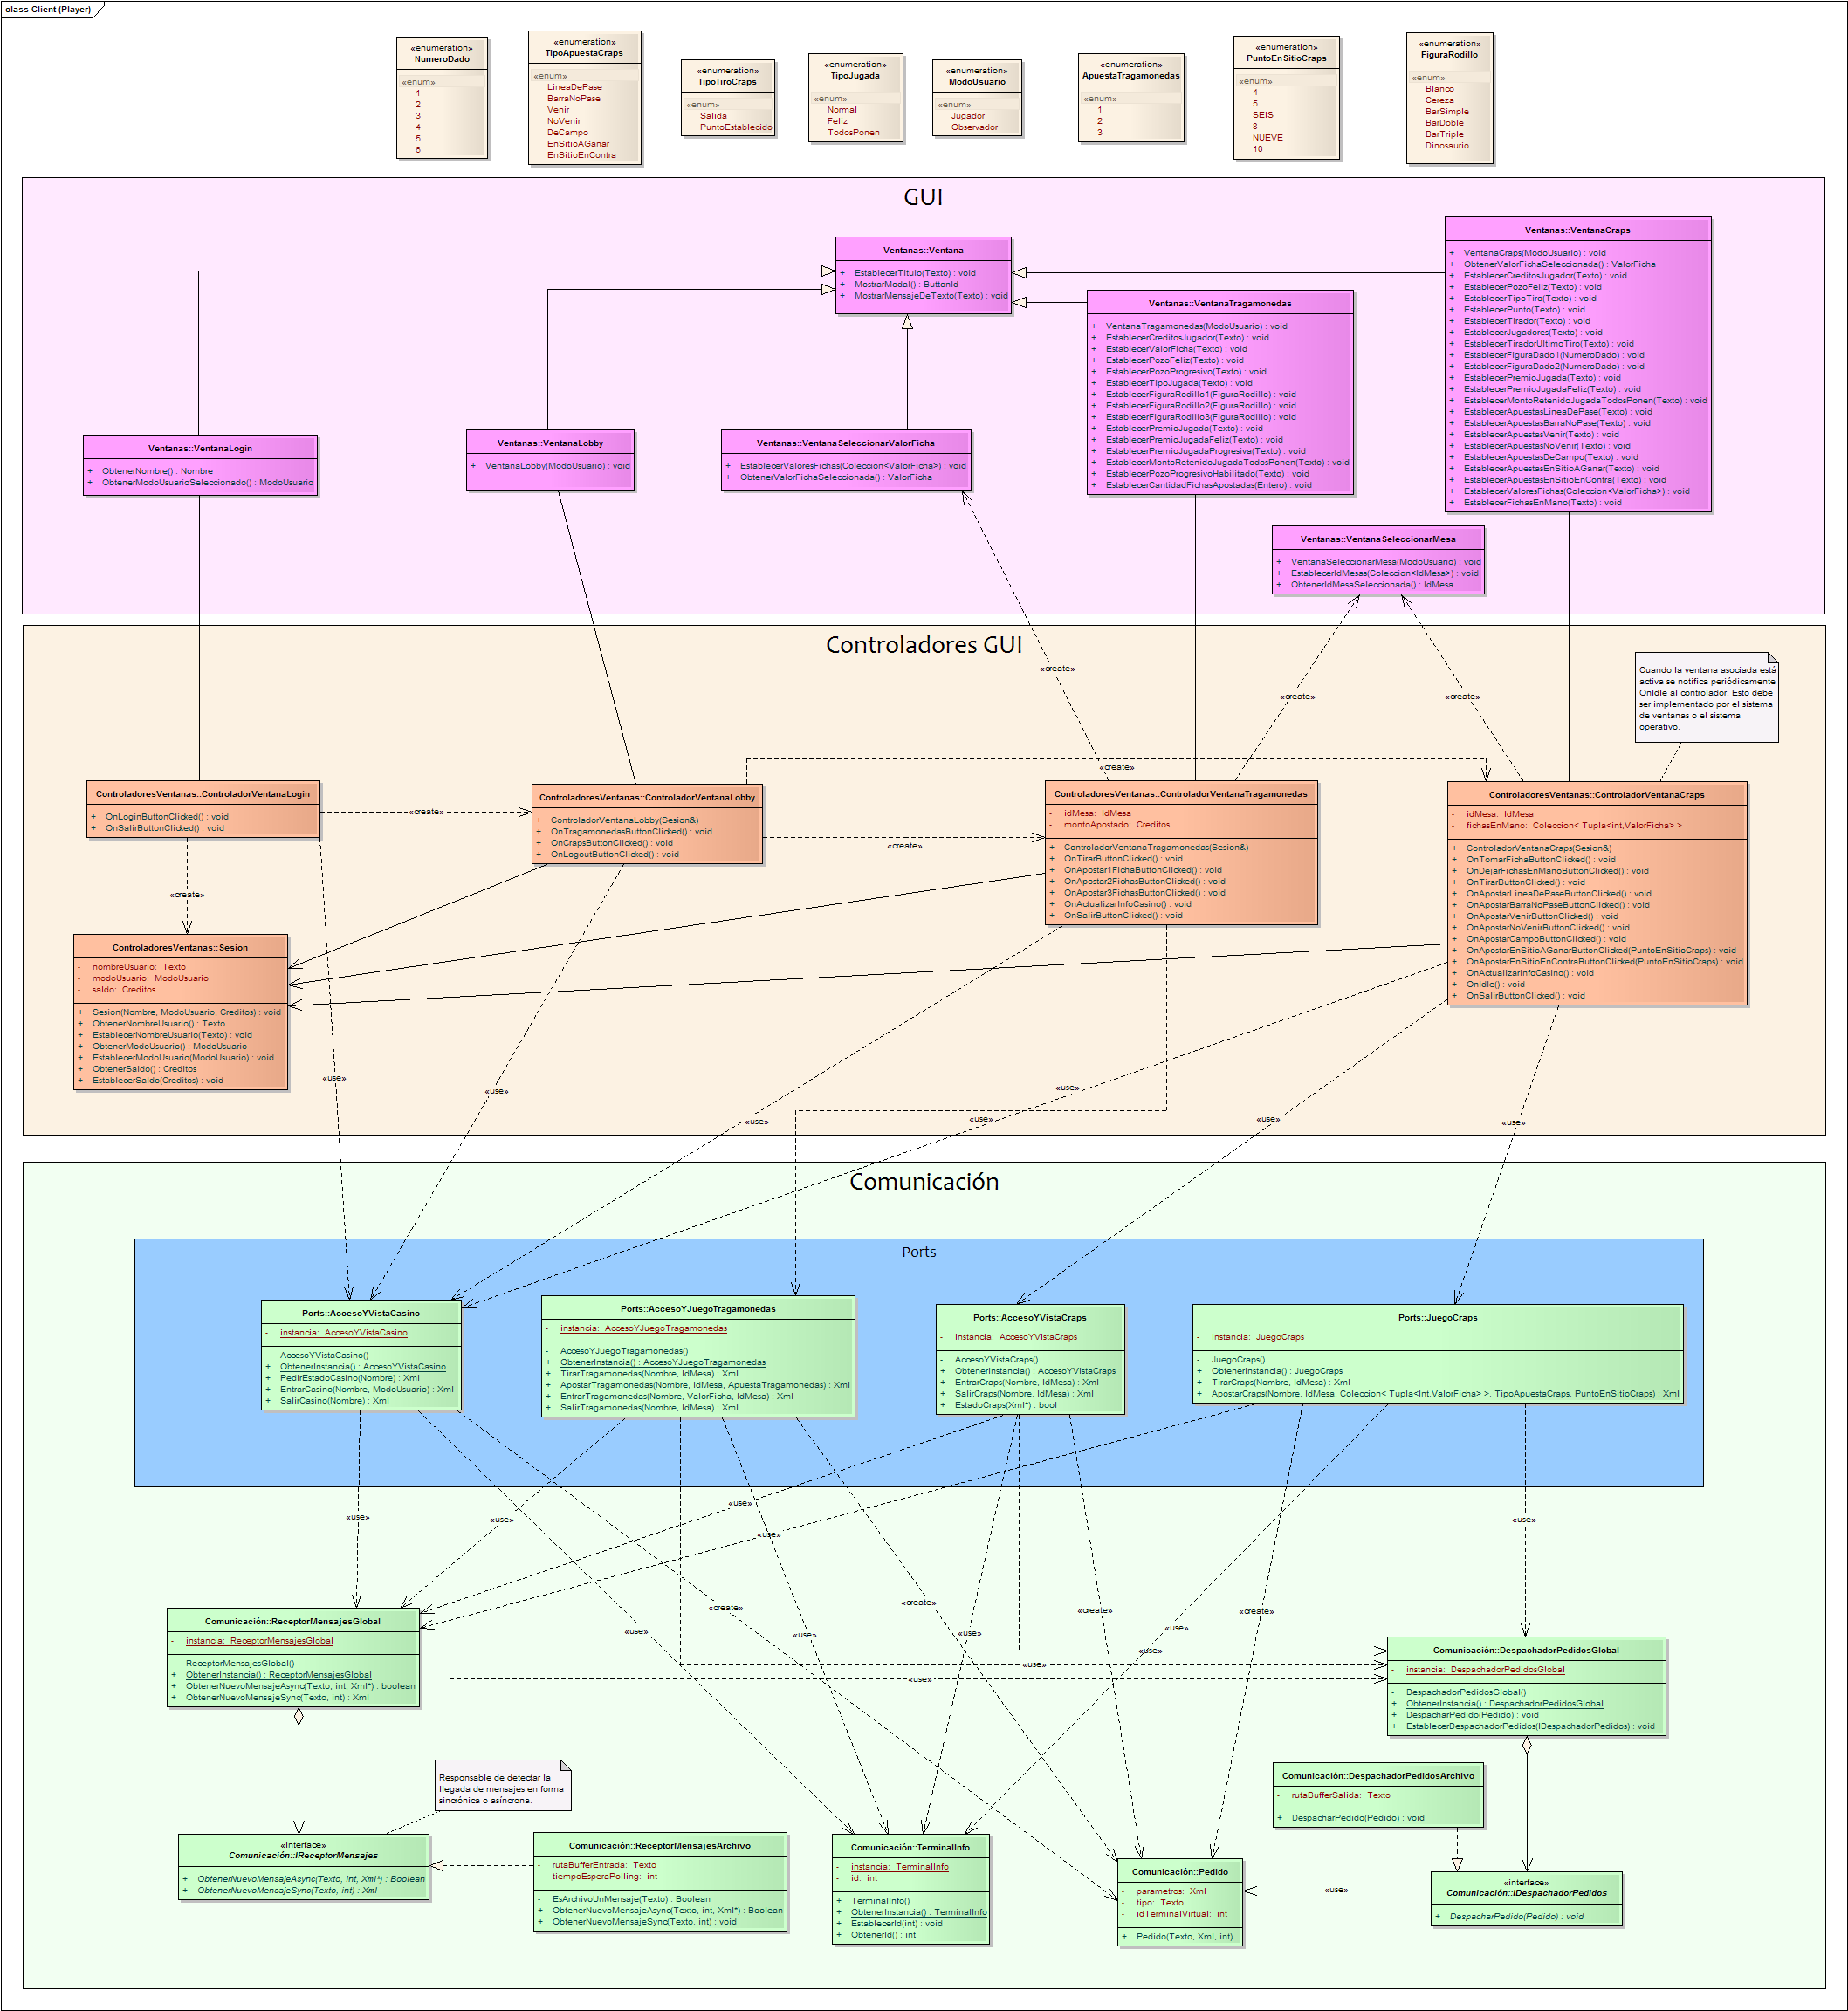 class Client (Player)
«enumeration»
NumeroDado
«enum»
1
2
3
4
5
6
«enumeration»
TipoApuestaCraps
«enum»
LineaDePase
BarraNoPase
Venir
NoVenir
DeCampo
EnSitioAGanar
EnSitioEnContra
«enumeration»
TipoTiroCraps
«enum»
Salida
PuntoEstablecido
«enumeration»
TipoJugada
«enum»
Normal
Feliz
TodosPonen
«enumeration»
ModoUsuario
«enum»
Jugador
Observador
«enumeration»
ApuestaTragamonedas
«enum»
1
2
3
«enumeration»
PuntoEnSitioCraps
«enum»
4
5
SEIS
8
NUEVE
10
«enumeration»
FiguraRodillo
«enum»
Blanco
Cereza
BarSimple
BarDoble
BarTriple
Dinosaurio
GUI
Ventanas::Ventana
+ EstablecerTitulo(Texto) : void
+ MostrarModal() : ButtonId
+ MostrarMensajeDeTexto(Texto) : void
Ventanas::VentanaCraps
+ VentanaCraps(ModoUsuario) : void
+ ObtenerValorFichaSeleccionada() : ValorFicha
+ EstablecerCreditosJugador(Texto) : void
+ EstablecerPozoFeliz(Texto) : void
+ EstablecerTipoTiro(Texto) : void
+ EstablecerPunto(Texto) : void
+ EstablecerTirador(Texto) : void
+ EstablecerJugadores(Texto) : void
+ EstablecerTiradorUltimoTiro(Texto) : void
+ EstablecerFiguraDado1(NumeroDado) : void
+ EstablecerFiguraDado2(NumeroDado) : void
+ EstablecerPremioJugada(Texto) : void
+ EstablecerPremioJugadaFeliz(Texto) : void
+ EstablecerMontoRetenidoJugadaTodosPonen(Texto) : void
+ EstablecerApuestasLineaDePase(Texto) : void
+ EstablecerApuestasBarraNoPase(Texto) : void
+ EstablecerApuestasVenir(Texto) : void
+ EstablecerApuestasNoVenir(Texto) : void
+ EstablecerApuestasDeCampo(Texto) : void
+ EstablecerApuestasEnSitioAGanar(Texto) : void
+ EstablecerApuestasEnSitioEnContra(Texto) : void
+ EstablecerValoresFichas(Coleccion<ValorFicha>) : void
+ EstablecerFichasEnMano(Texto) : void
Ventanas::VentanaTragamonedas
+ VentanaTragamonedas(ModoUsuario) : void
+ EstablecerCreditosJugador(Texto) : void
+ EstablecerValorFicha(Texto) : void
+ EstablecerPozoFeliz(Texto) : void
+ EstablecerPozoProgresivo(Texto) : void
+ EstablecerTipoJugada(Texto) : void
+ EstablecerFiguraRodillo1(FiguraRodillo) : void
+ EstablecerFiguraRodillo2(FiguraRodillo) : void
+ EstablecerFiguraRodillo3(FiguraRodillo) : void
+ EstablecerPremioJugada(Texto) : void
+ EstablecerPremioJugadaFeliz(Texto) : void
+ EstablecerPremioJugadaProgresiva(Texto) : void
+ EstablecerMontoRetenidoJugadaTodosPonen(Texto) : void
+ EstablecerPozoProgresivoHabilitado(Texto) : void
+ EstablecerCantidadFichasApostadas(Entero) : void
Ventanas::VentanaLogin
+ ObtenerNombre() : Nombre
+ ObtenerModoUsuarioSeleccionado() : ModoUsuario
Ventanas::VentanaLobby
+ VentanaLobby(ModoUsuario) : void
Ventanas::VentanaSeleccionarValorFicha
+ EstablecerValoresFichas(Coleccion<ValorFicha>) : void
+ ObtenerValorFichaSeleccionada() : ValorFicha
Ventanas::VentanaSeleccionarMesa
+ VentanaSeleccionarMesa(ModoUsuario) : void
+ EstablecerIdMesas(Coleccion<IdMesa>) : void
+ ObtenerIdMesaSeleccionada() : IdMesa
Controladores GUI
«create»
«create»
«create»
Cuando la ventana asociada está
activa se notifica periódicamente
OnIdle al controlador. Esto debe
ser implementado por el sistema
de ventanas o el sistema
operativo.
«create»
ControladoresVentanas::ControladorVentanaLogin
+ OnLoginButtonClicked() : void
+ OnSalirButtonClicked() : void
«create»
ControladoresVentanas::ControladorVentanaLobby
+ ControladorVentanaLobby(Sesion&)
+ OnTragamonedasButtonClicked() : void
+ OnCrapsButtonClicked() : void
+ OnLogoutButtonClicked() : void
«create»
ControladoresVentanas::ControladorVentanaTragamonedas
- idMesa: IdMesa
- montoApostado: Creditos
+ ControladorVentanaTragamonedas(Sesion&)
+ OnTirarButtonClicked() : void
+ OnApostar1FichaButtonClicked() : void
+ OnApostar2FichasButtonClicked() : void
+ OnApostar3FichasButtonClicked() : void
+ OnActualizarInfoCasino() : void
+ OnSalirButtonClicked() : void
ControladoresVentanas::ControladorVentanaCraps
- idMesa: IdMesa
- fichasEnMano: Coleccion< Tupla<int,ValorFicha> >
+ ControladorVentanaCraps(Sesion&)
+ OnTomarFichaButtonClicked() : void
+ OnDejarFichasEnManoButtonClicked() : void
+ OnTirarButtonClicked() : void
+ OnApostarLineaDePaseButtonClicked() : void
+ OnApostarBarraNoPaseButtonClicked() : void
+ OnApostarVenirButtonClicked() : void
+ OnApostarNoVenirButtonClicked() : void
+ OnApostarCampoButtonClicked() : void
+ OnApostarEnSitioAGanarButtonClicked(PuntoEnSitioCraps) : void
+ OnApostarEnSitioEnContraButtonClicked(PuntoEnSitioCraps) : void
+ OnActualizarInfoCasino() : void
+ OnIdle() : void
+ OnSalirButtonClicked() : void
«create»
ControladoresVentanas::Sesion
- nombreUsuario: Texto
- modoUsuario: ModoUsuario
- saldo: Creditos
+ Sesion(Nombre, ModoUsuario, Creditos) : void
+ ObtenerNombreUsuario() : Texto
+ EstablecerNombreUsuario(Texto) : void
+ ObtenerModoUsuario() : ModoUsuario
+ EstablecerModoUsuario(ModoUsuario) : void
+ ObtenerSaldo() : Creditos
+ EstablecerSaldo(Creditos) : void
«use»
«use»
«use»
«use»
«use»
«use»
Comunicación
Ports
Ports::AccesoYVistaCasino
- instancia: AccesoYVistaCasino
- AccesoYVistaCasino()
+ ObtenerInstancia() : AccesoYVistaCasino
+ PedirEstadoCasino(Nombre) : Xml
+ EntrarCasino(Nombre, ModoUsuario) : Xml
+ SalirCasino(Nombre) : Xml
Ports::AccesoYJuegoTragamonedas
- instancia: AccesoYJuegoTragamonedas
- AccesoYJuegoTragamonedas()
+ ObtenerInstancia() : AccesoYJuegoTragamonedas
+ TirarTragamonedas(Nombre, IdMesa) : Xml
+ ApostarTragamonedas(Nombre, IdMesa, ApuestaTragamonedas) : Xml
+ EntrarTragamonedas(Nombre, ValorFicha, IdMesa) : Xml
+ SalirTragamonedas(Nombre, IdMesa) : Xml
Ports::AccesoYVistaCraps
- instancia: AccesoYVistaCraps
- AccesoYVistaCraps()
+ ObtenerInstancia() : AccesoYVistaCraps
+ EntrarCraps(Nombre, IdMesa) : Xml
+ SalirCraps(Nombre, IdMesa) : Xml
+ EstadoCraps(Xml*) : bool
Ports::JuegoCraps
- instancia: JuegoCraps
- JuegoCraps()
+ ObtenerInstancia() : JuegoCraps
+ TirarCraps(Nombre, IdMesa) : Xml
+ ApostarCraps(Nombre, IdMesa, Coleccion< Tupla<Int,ValorFicha> >, TipoApuestaCraps, PuntoEnSitioCraps) : Xml
«use»
«use»
«use»
«use»
«use»
«create»
«create»
«create»
«create»
«use»
«use»
«use»
«use»
«use»
«use»
«use»
Comunicación::ReceptorMensajesGlobal
- instancia: ReceptorMensajesGlobal
- ReceptorMensajesGlobal()
+ ObtenerInstancia() : ReceptorMensajesGlobal
+ ObtenerNuevoMensajeAsync(Texto, int, Xml*) : boolean
+ ObtenerNuevoMensajeSync(Texto, int) : Xml
Comunicación::DespachadorPedidosGlobal
- instancia: DespachadorPedidosGlobal
- DespachadorPedidosGlobal()
+ ObtenerInstancia() : DespachadorPedidosGlobal
+ DespacharPedido(Pedido) : void
+ EstablecerDespachadorPedidos(IDespachadorPedidos) : void
Responsable de detectar la
llegada de mensajes en forma
sincrónica o asíncrona.
Comunicación::DespachadorPedidosArchivo
- rutaBufferSalida: Texto
+ DespacharPedido(Pedido) : void
«interface»
Comunicación::IReceptorMensajes
+ ObtenerNuevoMensajeAsync(Texto, int, Xml*) : Boolean
+ ObtenerNuevoMensajeSync(Texto, int) : Xml
Comunicación::ReceptorMensajesArchivo
- rutaBufferEntrada: Texto
- tiempoEsperaPolling: int
- EsArchivoUnMensaje(Texto) : Boolean
+ ObtenerNuevoMensajeAsync(Texto, int, Xml*) : Boolean
+ ObtenerNuevoMensajeSync(Texto, int) : void
Comunicación::TerminalInfo
- instancia: TerminalInfo
- id: int
+ TerminalInfo()
+ ObtenerInstancia() : TerminalInfo
+ EstablecerId(int) : void
+ ObtenerId() : int
Comunicación::Pedido
- parametros: Xml
- tipo: Texto
- idTerminalVirtual: int
+ Pedido(Texto, Xml, int)
«use»
«interface»
Comunicación::IDespachadorPedidos
+ DespacharPedido(Pedido) : void